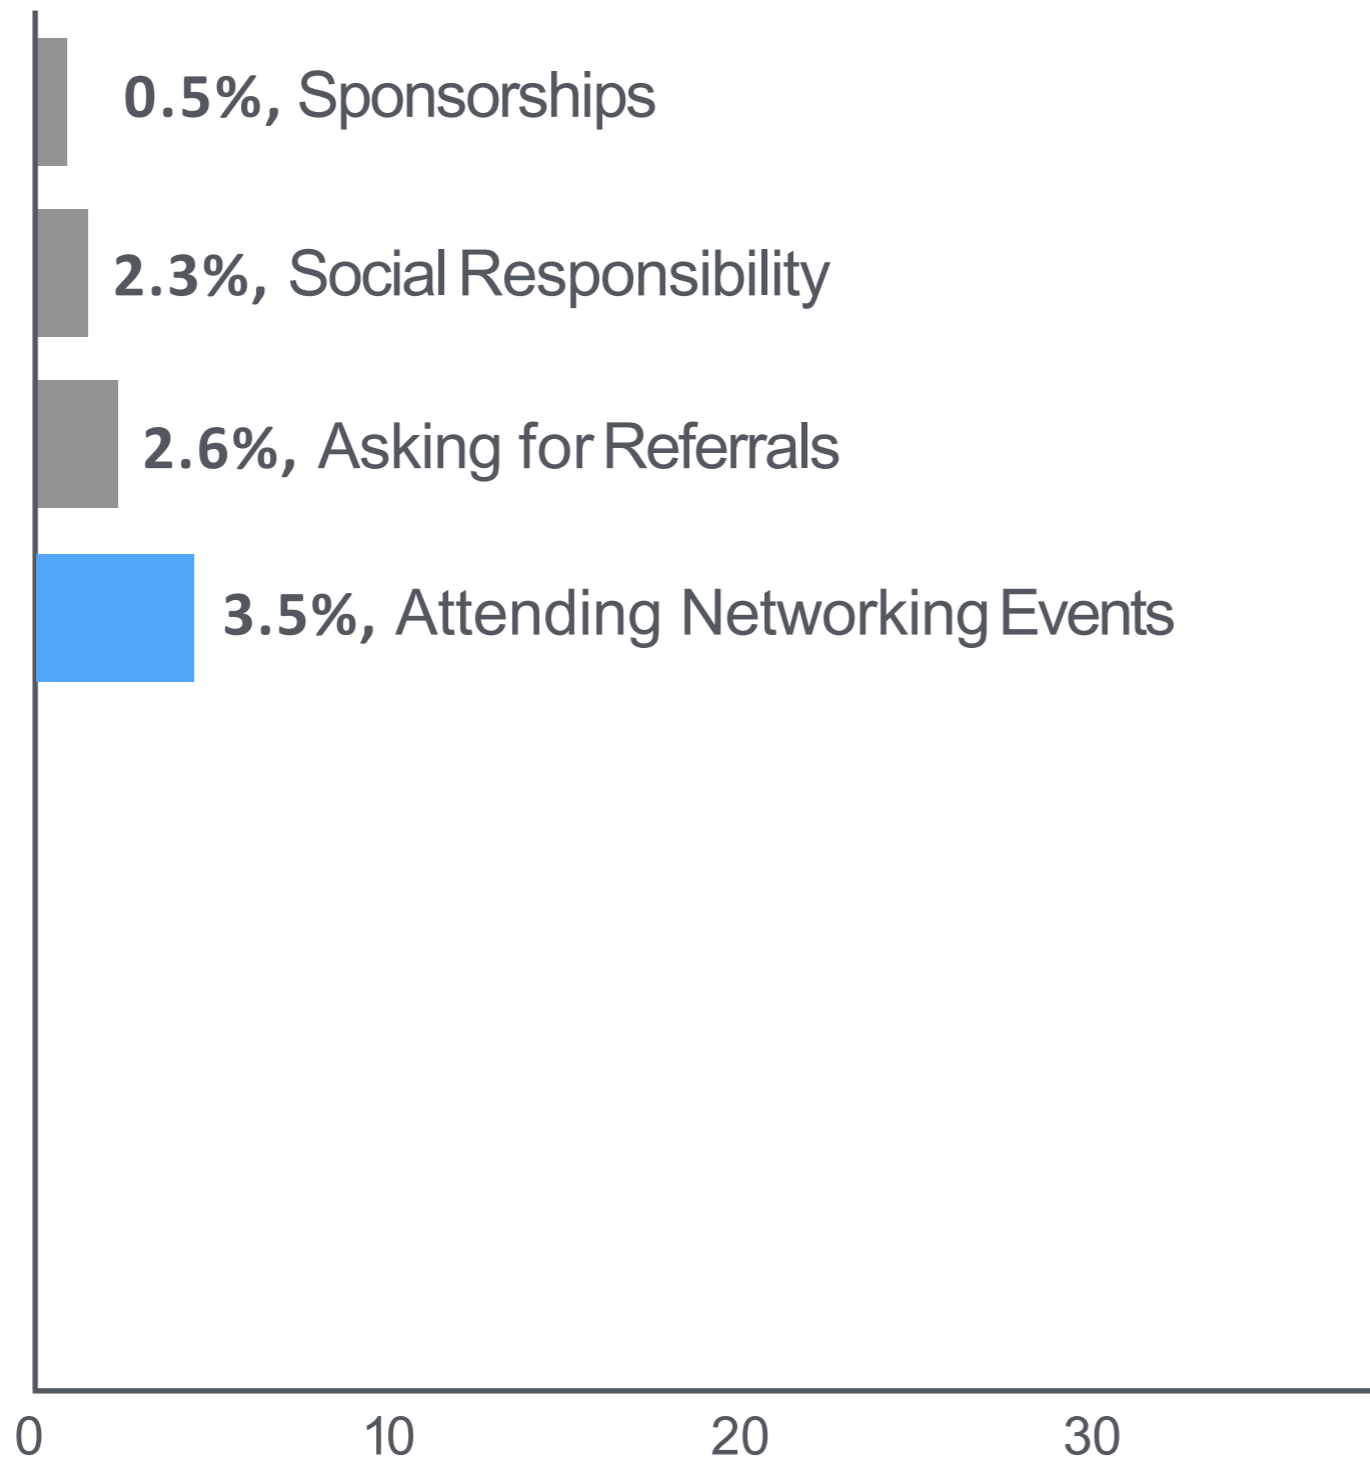 0.5%, Sponsorships
2.3%, Social Responsibility
2.6%, Asking for Referrals
3.5%, Attending Networking Events
0 10 20 30